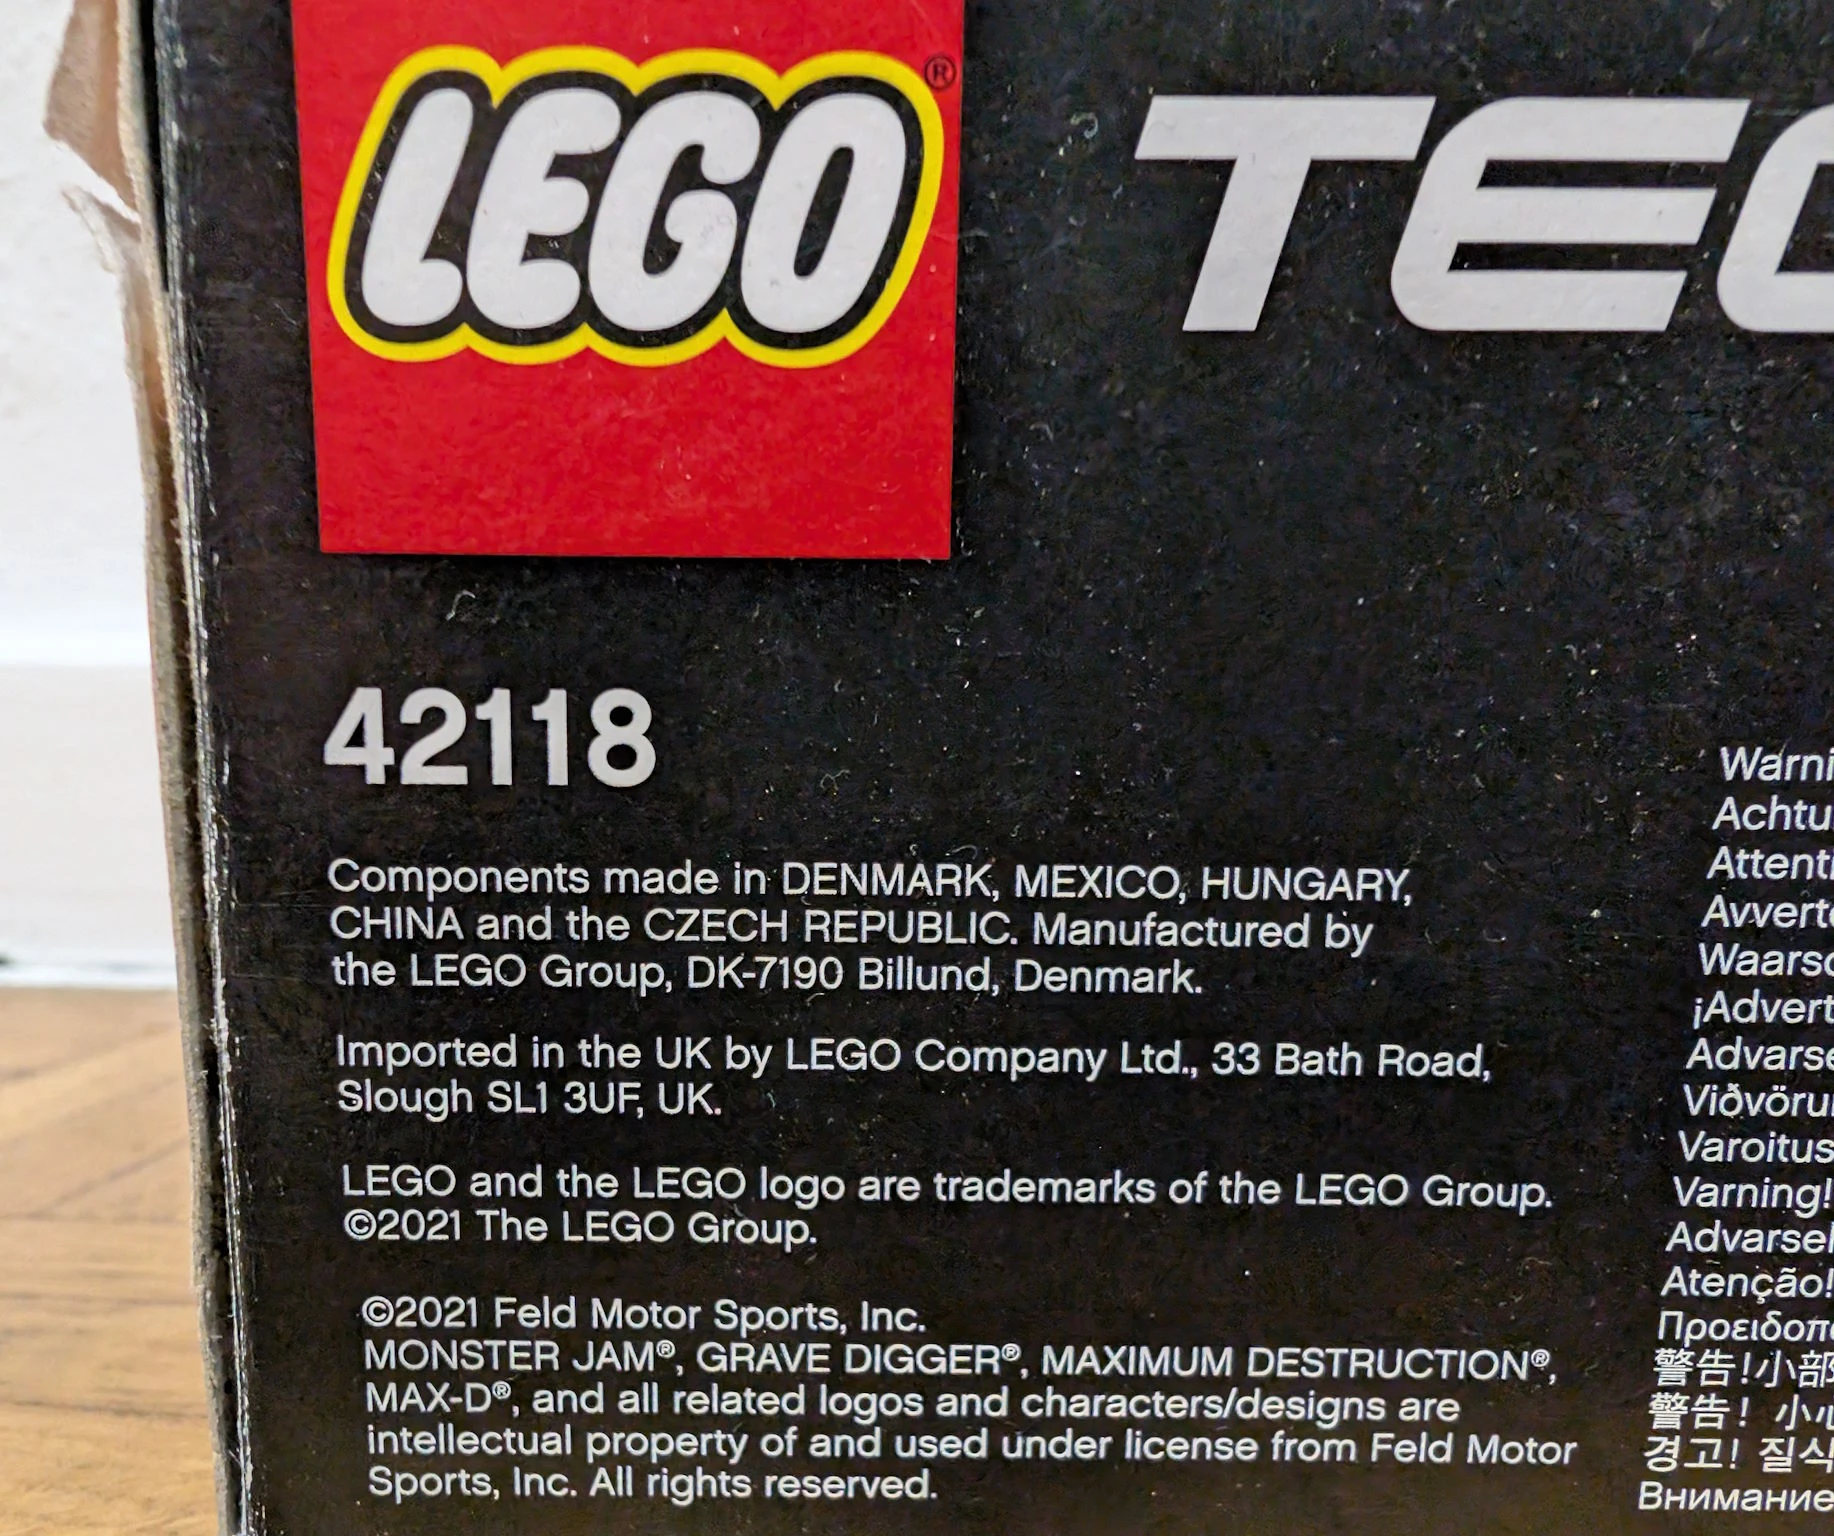 LEGO®
TEC
42118
Components made in DENMARK, MEXICO, HUNGARY,
CHINA and the CZECH REPUBLIC. Manufactured by
the LEGO Group, DK-7190 Billund, Denmark.
Imported in the UK by LEGO Company Ltd., 33 Bath Road,
Slough SL1 3UF, UK.
LEGO and the LEGO logo are trademarks of the LEGO Group.
©2021 The LEGO Group.
©2021 Feld Motor Sports, Inc.
MONSTER JAM®, GRAVE DIGGER®, MAXIMUM DESTRUCTION®,
MAX-D®, and all related logos and characters/designs are
intellectual property of and used under license from Feld Motor
Sports, Inc. All rights reserved.
Warni
Achtu
Attent
Avverte
Waarsc
¡Advert
Advarse
Viðvöru
Varoitus
Varning!
Advarsel
Atenção!
Προειδοπ
警告!小部
警告! 小心
경고! 질식
Внимание